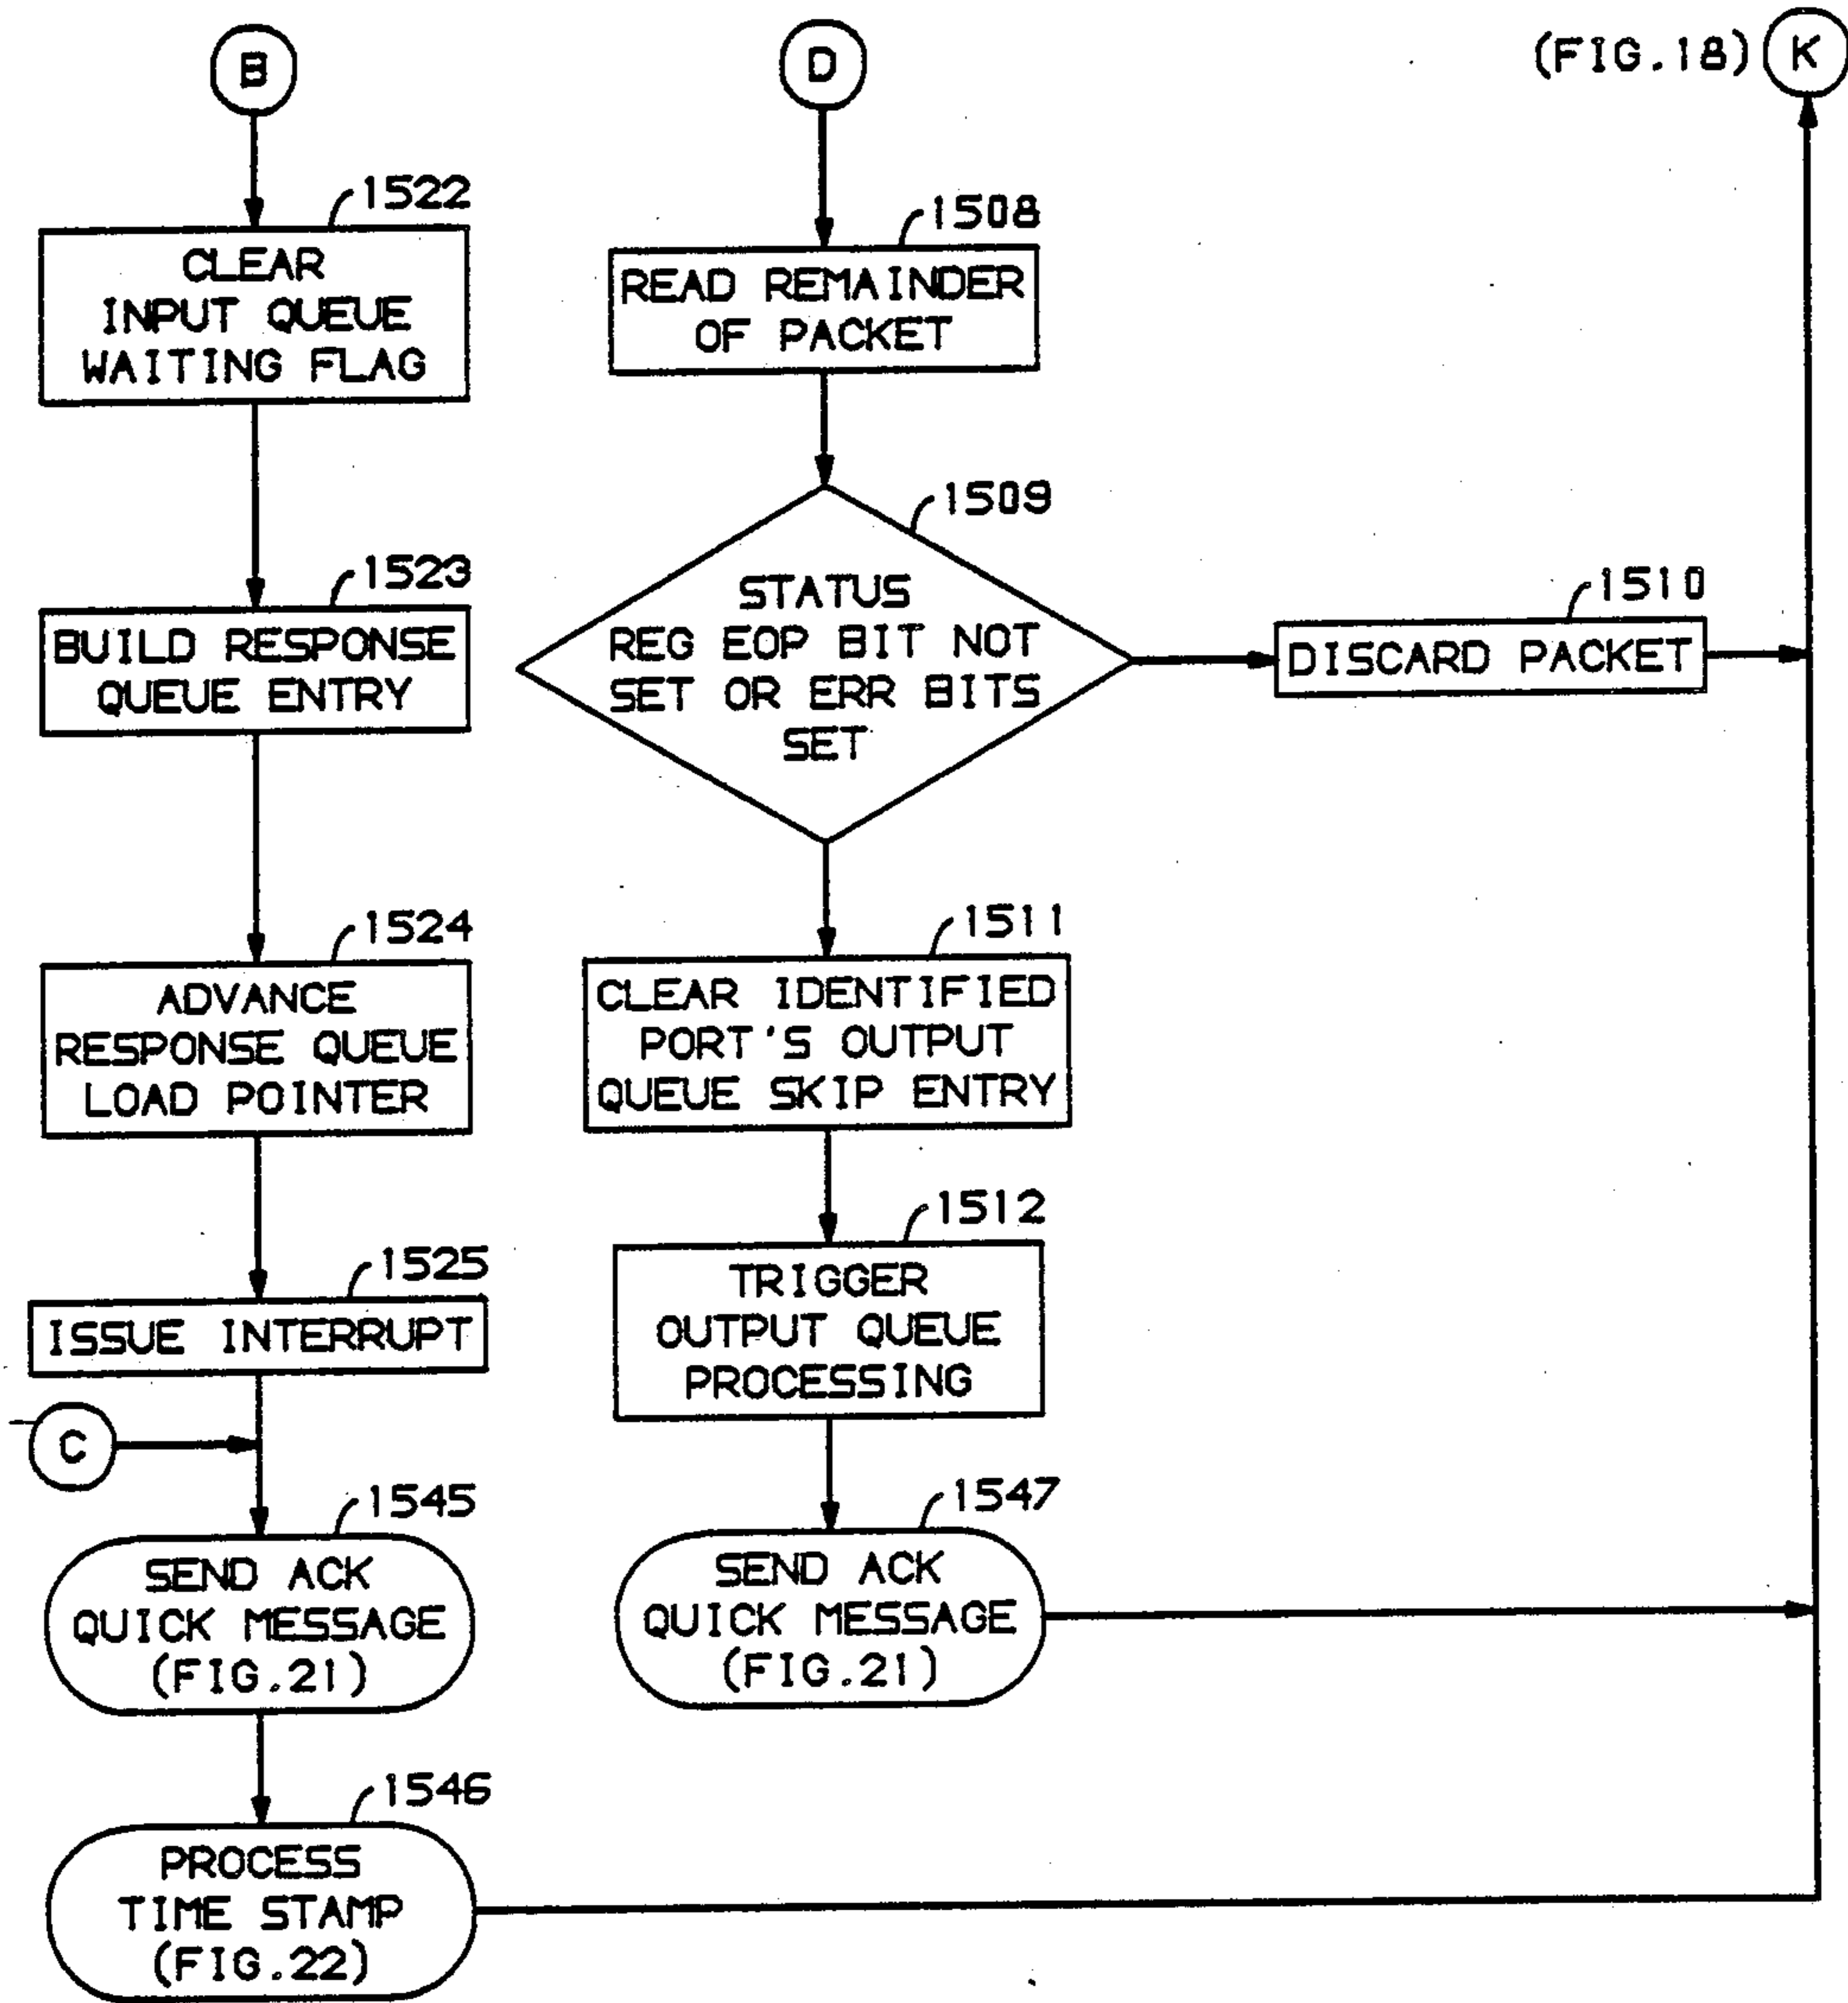 B
1522
CLEAR
INPUT QUEUE
WAITING FLAG
1523
BUILD RESPONSE
QUEUE ENTRY
1524
ADVANCE
RESPONSE QUEUE
LOAD POINTER
1525
ISSUE INTERRUPT
C
1545
SEND ACK
QUICK MESSAGE
(FIG.21)
1546
PROCESS
TIME STAMP
(FIG.22)
D
1508
READ REMAINDER
OF PACKET
1509
STATUS
REG EOP BIT NOT
SET OR ERR BITS
SET
1510
DISCARD PACKET
1511
CLEAR IDENTIFIED
PORT'S OUTPUT
QUEUE SKIP ENTRY
1512
TRIGGER
OUTPUT QUEUE
PROCESSING
1547
SEND ACK
QUICK MESSAGE
(FIG.21)
(FIG.18) K